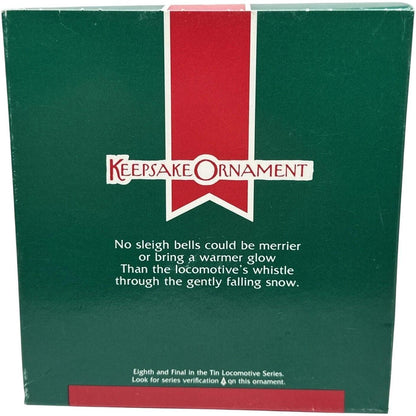 KEEPSAKE ORNAMENT
No sleigh bells could be merrier
or bring a warmer glow
Than the locomotive's whistle
through the gently falling snow.
Eighth and Final in the Tin Locomotive Series.
Look for series verification on this ornament.